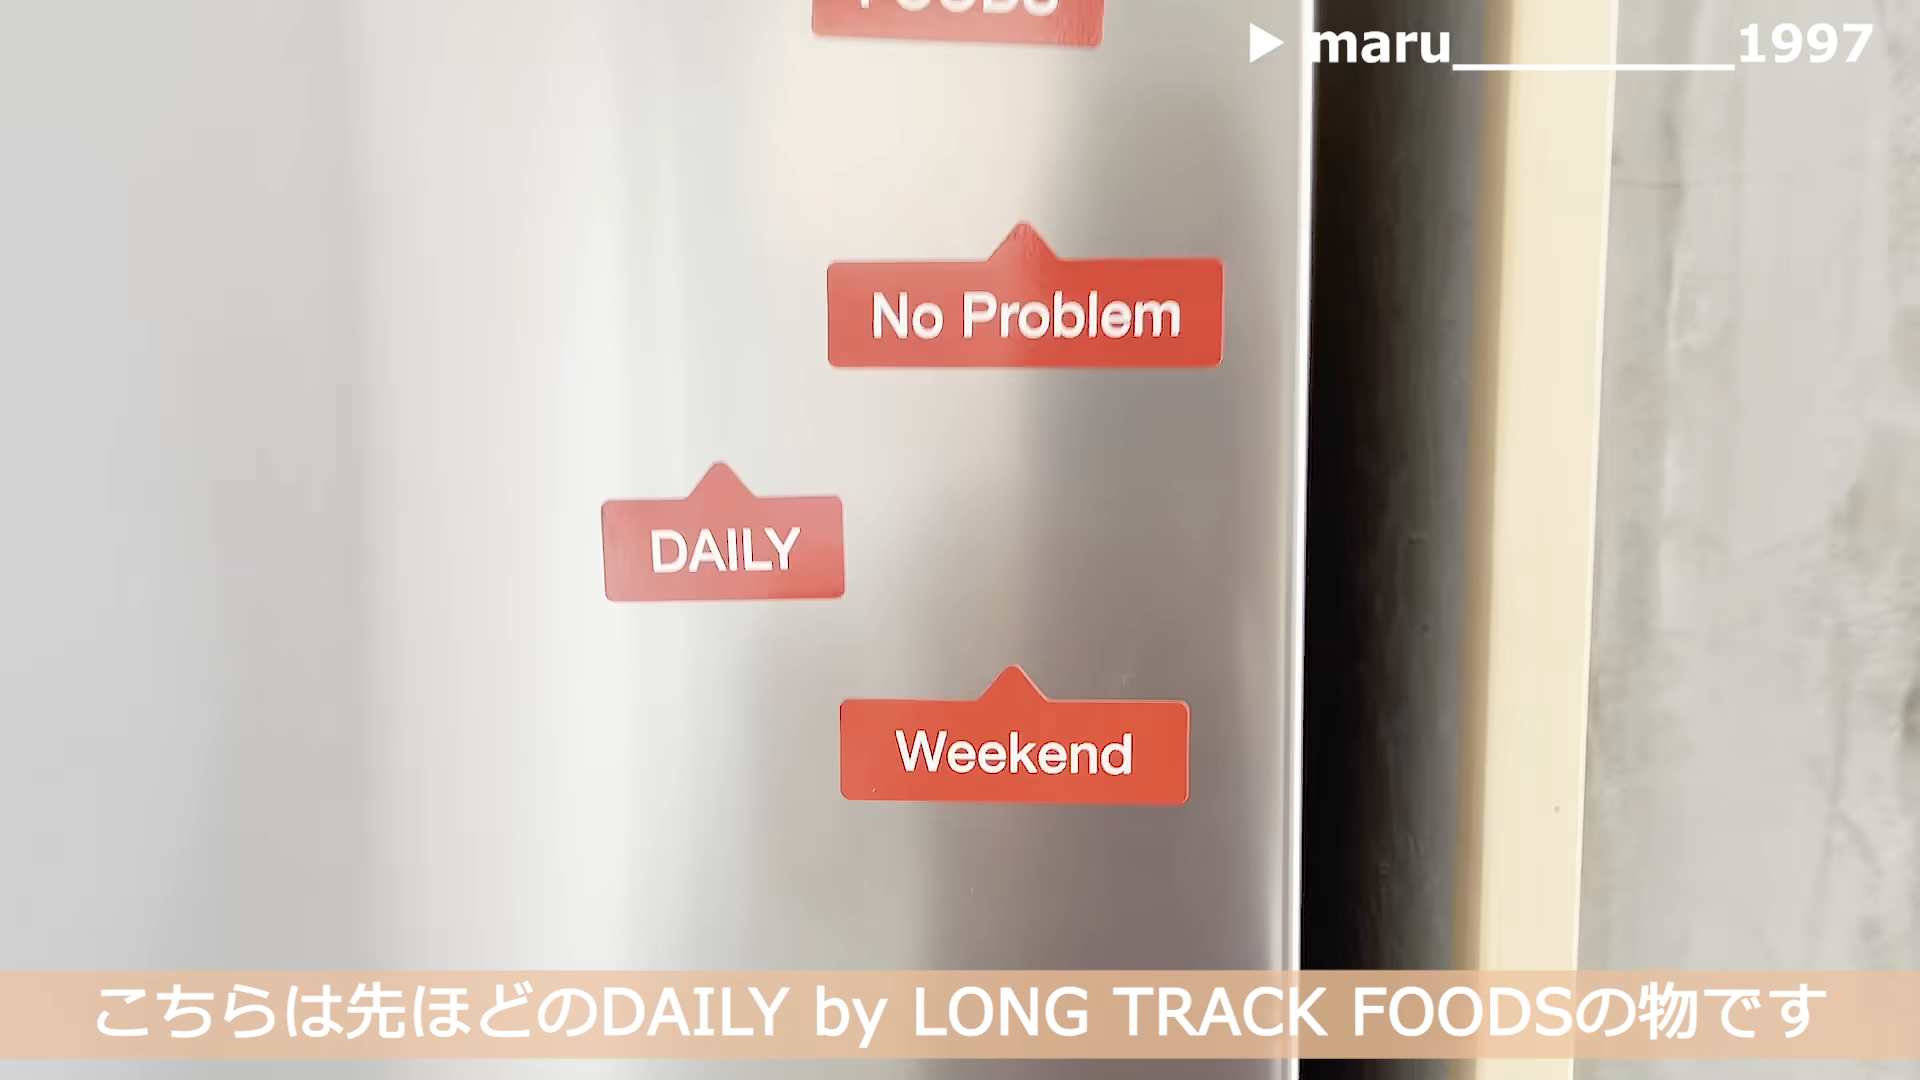 FOODS
▶ maru__________1997
No Problem
DAILY
Weekend
こちらは先ほどのDAILY by LONG TRACK FOODSの物です